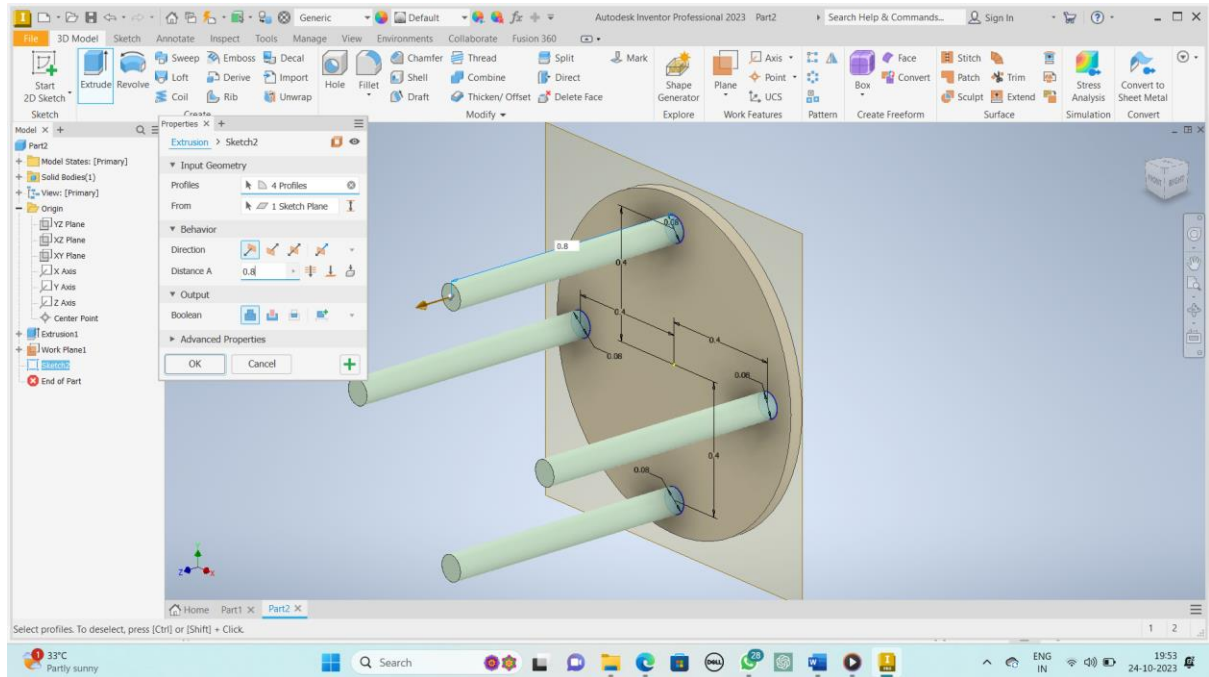 Generic
Default
Autodesk Inventor Professional 2023 Part2
Search Help & Commands...
Sign In
File 3D Model Sketch Annotate Inspect Tools Manage View Environments Collaborate Fusion 360
Start
2D Sketch
Extrude
Revolve
Sweep
Emboss
Decal
Loft
Derive
Import
Coil
Rib
Unwrap
Hole
Fillet
Chamfer
Thread
Split
Mark
Shell
Combine
Direct
Draft
Thicken/ Offset
Delete Face
Shape
Generator
Plane
Axis
Point
UCS
Box
Face
Convert
Stitch
Patch
Trim
Sculpt
Extend
Stress
Analysis
Convert to
Sheet Metal
Sketch
Create
Modify
Explore
Work Features
Pattern
Create Freeform
Surface
Simulation
Convert
Model × +
Part2
Model States: [Primary]
Solid Bodies(1)
View: [Primary]
Origin
YZ Plane
XZ Plane
XY Plane
X Axis
Y Axis
Z Axis
Center Point
Extrusion1
Work Plane1
Sketch2
End of Part
Properties × +
Extrusion > Sketch2
Input Geometry
Profiles 4 Profiles
From 1 Sketch Plane
Behavior
Direction
Distance A 0.8
Output
Boolean
Advanced Properties
OK Cancel
0.8
0.08
0.4
0.4
0.4
0.08
0.08
0.4
0.08
FRONT RIGHT
Y
Z X
Home Part1 × Part2 ×
Select profiles. To deselect, press [Ctrl] or [Shift] + Click.
1 2
33°C
Partly sunny
Search
DELL
28
ENG
IN
19:53
24-10-2023